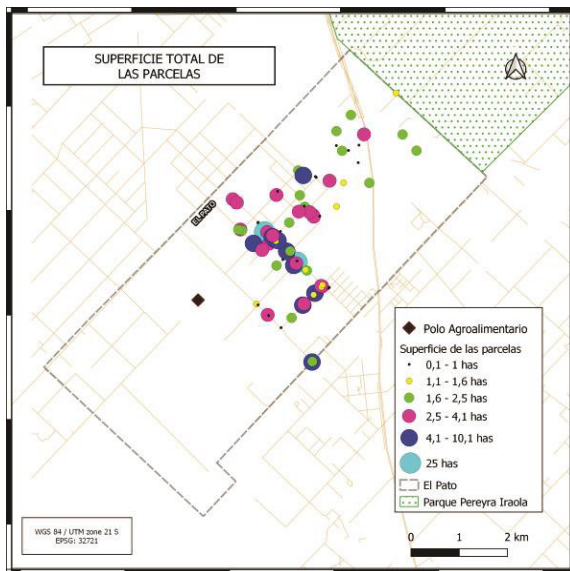 SUPERFICIE TOTAL DE
LAS PARCELAS
EL PATO
Polo Agroalimentario
Superficie de las parcelas
0,1 - 1 has
1,1 - 1,6 has
1,6 - 2,5 has
2,5 - 4,1 has
4,1 - 10,1 has
25 has
El Pato
Parque Pereyra Iraola
WGS 84 / UTM zone 21 S
EPSG: 32721
0 1 2 km